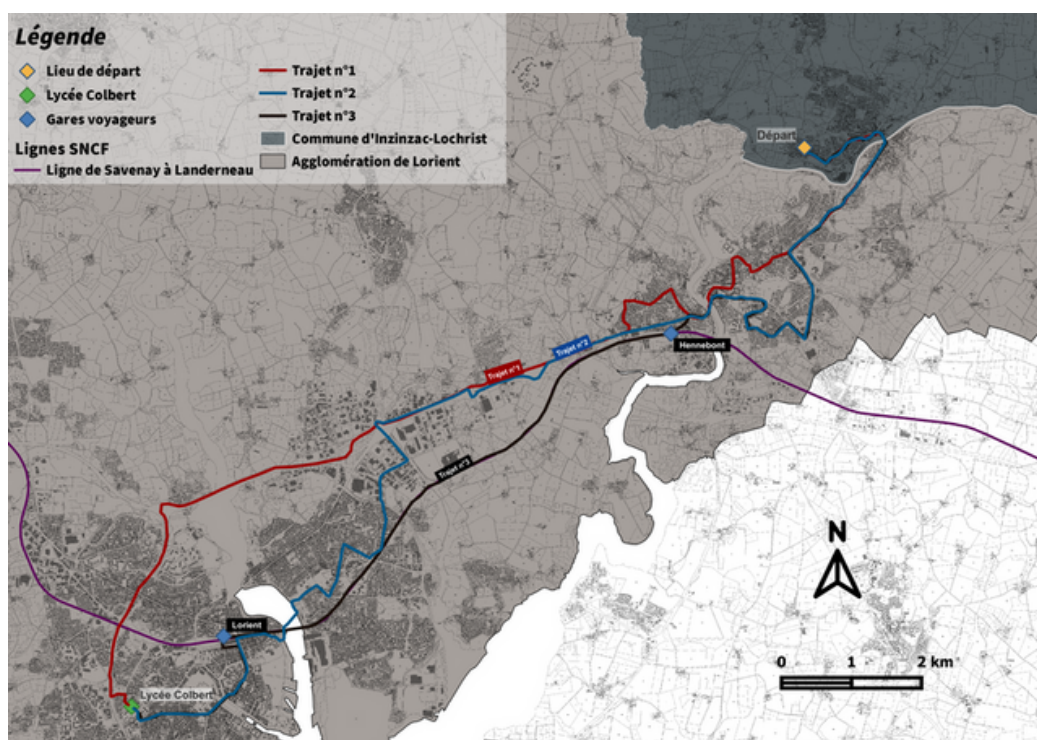 Légende
Lieu de départ
Lycée Colbert
Gares voyageurs
Lignes SNCF
Ligne de Savenay à Landerneau
Trajet n°1
Trajet n°2
Trajet n°3
Commune d'Inzinzac-Lochrist
Agglomération de Lorient
Départ
Hennebont
Trajet n°2
Trajet n°1
Trajet n°3
Lorient
Lycée Colbert
N
0 1 2 km